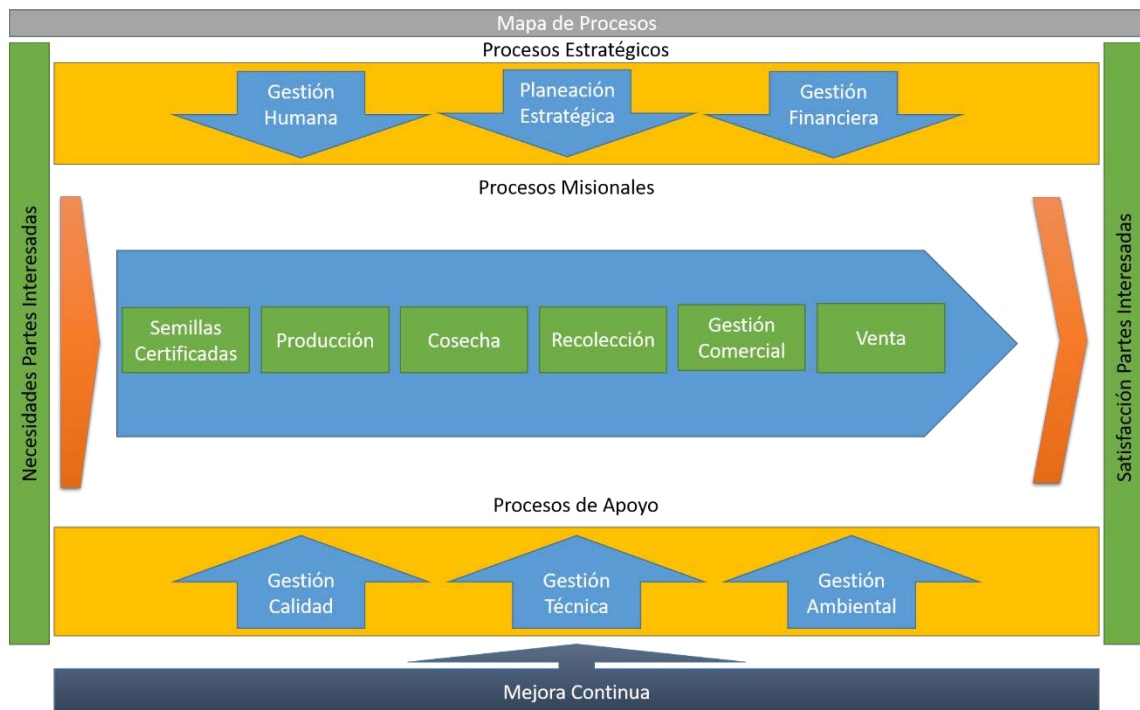 Mapa de Procesos
Procesos Estratégicos
Gestión
Humana
Planeación
Estratégica
Gestión
Financiera
Necesidades Partes Interesadas
Procesos Misionales
Semillas
Certificadas
Producción
Cosecha
Recolección
Gestión
Comercial
Venta
Satisfacción Partes Interesadas
Procesos de Apoyo
Gestión
Calidad
Gestión
Técnica
Gestión
Ambiental
Mejora Continua